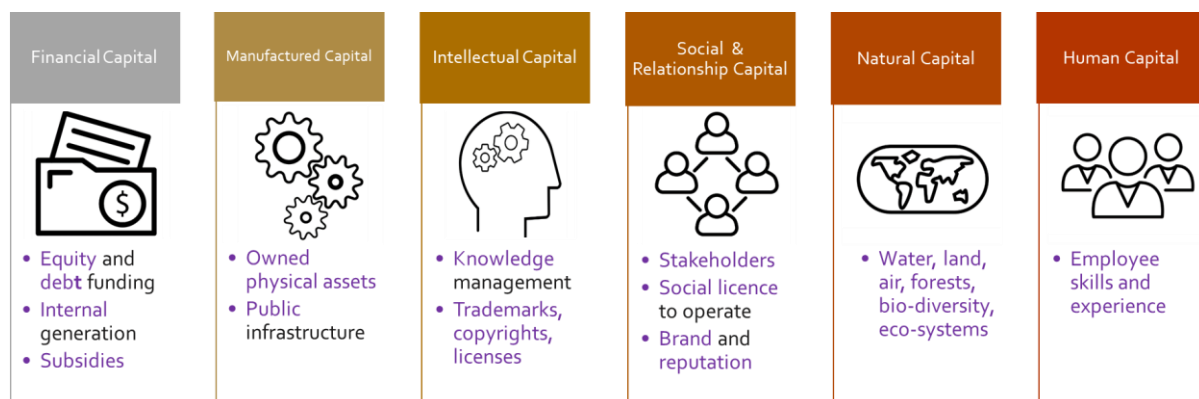 Financial Capital
$
• Equity and
debt funding
• Internal
generation
• Subsidies
Manufactured Capital
• Owned
physical assets
• Public
infrastructure
Intellectual Capital
• Knowledge
management
• Trademarks,
copyrights,
licenses
Social &
Relationship Capital
• Stakeholders
• Social licence
to operate
• Brand and
reputation
Natural Capital
• Water, land,
air, forests,
bio-diversity,
eco-systems
Human Capital
• Employee
skills and
experience